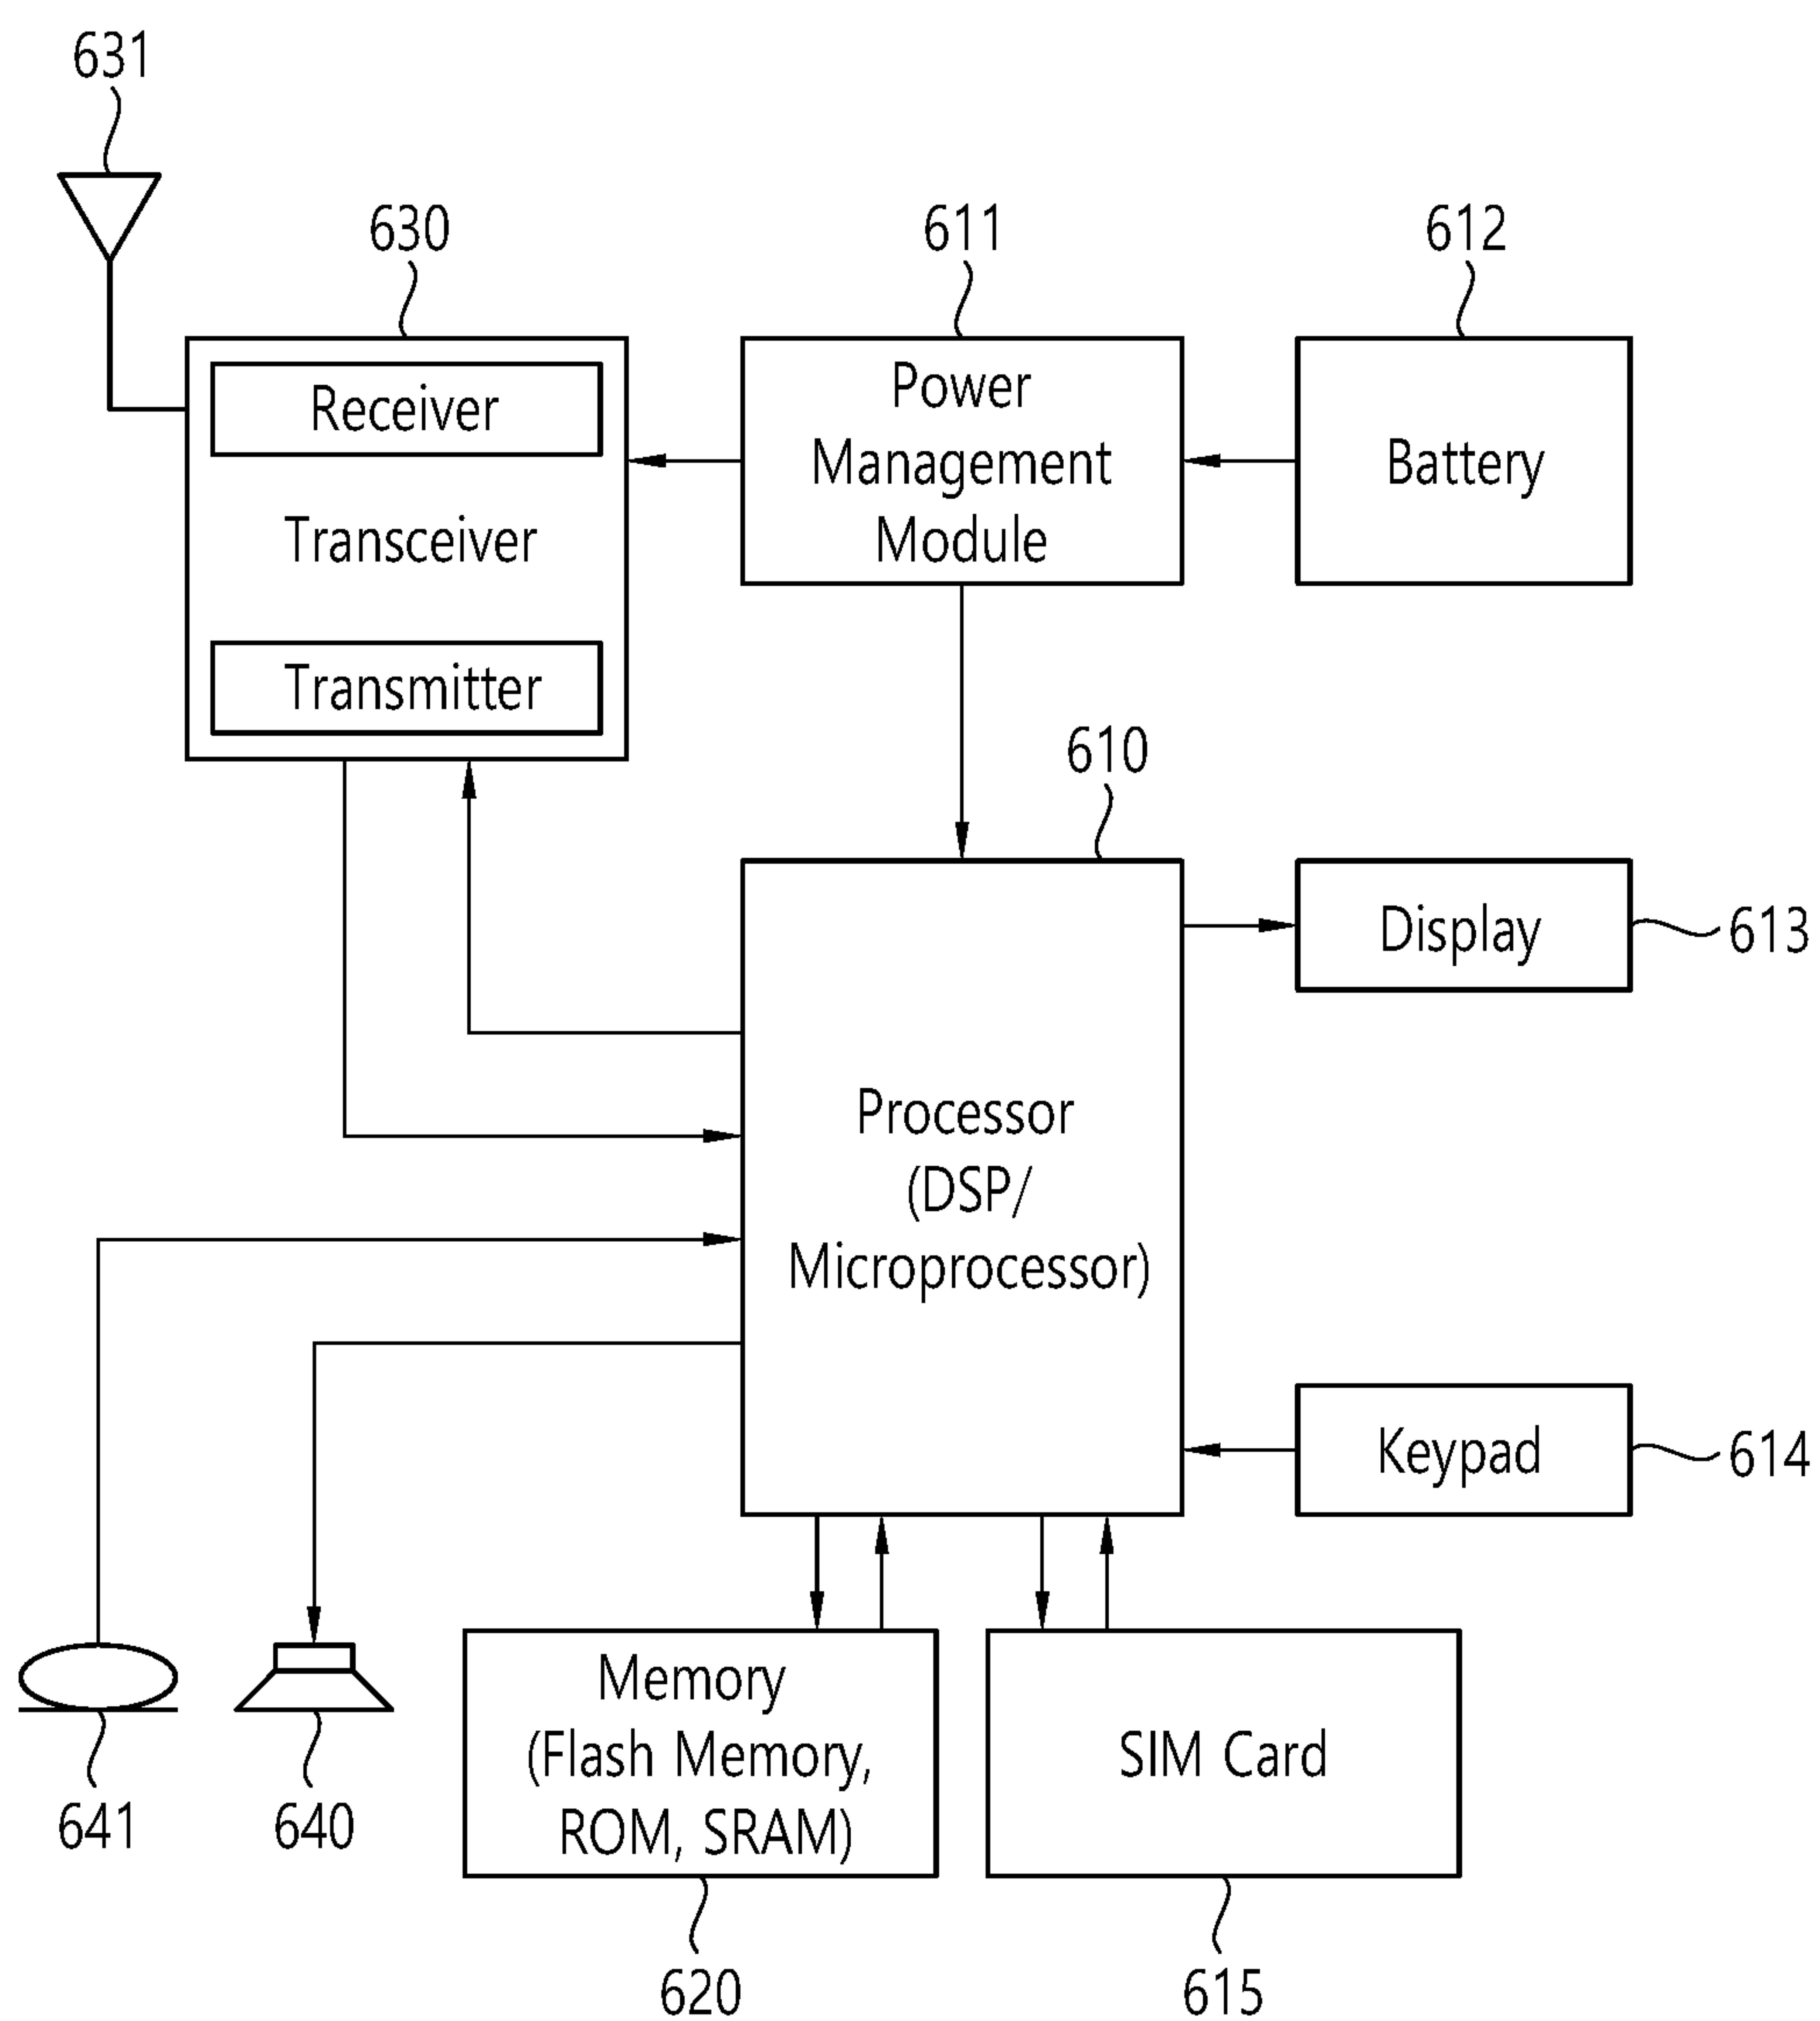 631
630
611
612
Receiver
Transceiver
Transmitter
Power
Management
Module
Battery
610
Display
613
Processor
(DSP/
Microprocessor)
Keypad
614
641
640
Memory
(Flash Memory,
ROM, SRAM)
SIM Card
620
615